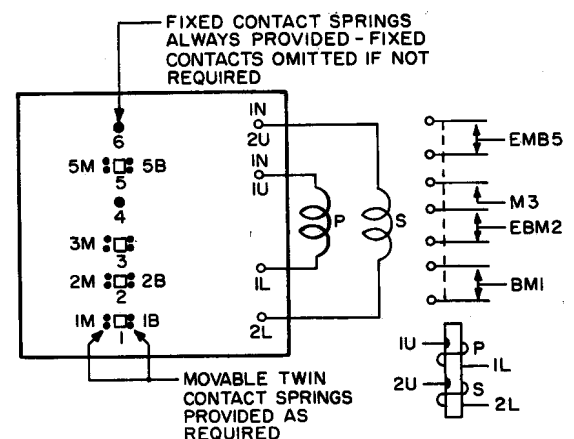 FIXED CONTACT SPRINGS
ALWAYS PROVIDED-FIXED
CONTACTS OMITTED IF NOT
REQUIRED
6
5M 5B
5
4
3M
3
2M 2B
2
1M 1B
1
IN
2U
IN
1U
1L
2L
P
S
EMB5
M3
EBM2
BM1
1U
P
1L
2U
S
2L
MOVABLE TWIN
CONTACT SPRINGS
PROVIDED AS
REQUIRED